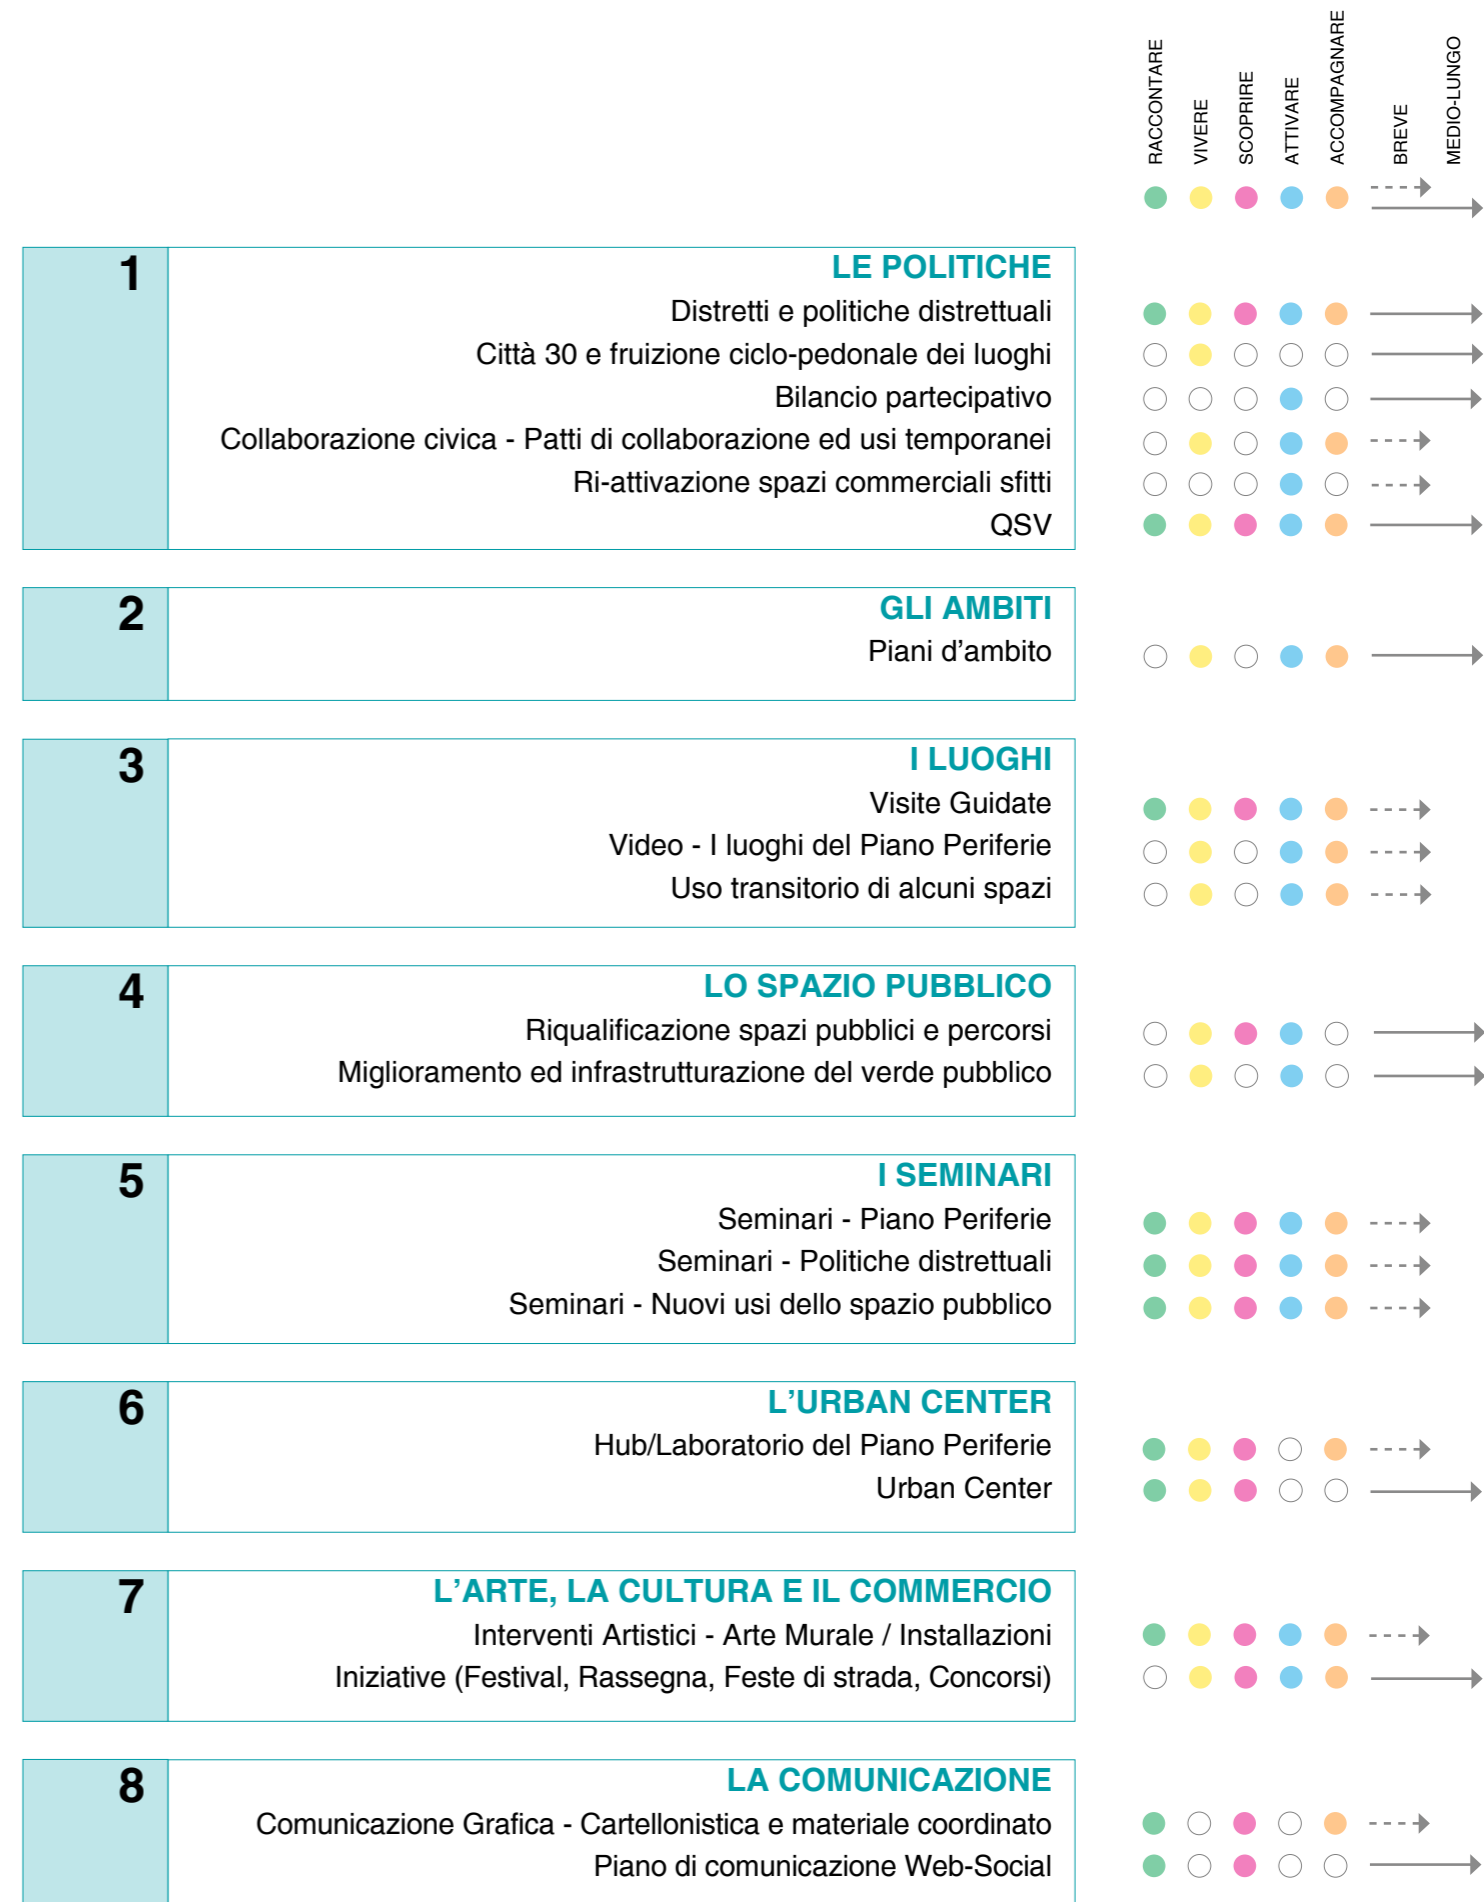 RACCONTARE
VIVERE
SCOPRIRE
ATTIVARE
ACCOMPAGNARE
BREVE
MEDIO-LUNGO
1
LE POLITICHE
Distretti e politiche distrettuali
Città 30 e fruizione ciclo-pedonale dei luoghi
Bilancio partecipativo
Collaborazione civica - Patti di collaborazione ed usi temporanei
Ri-attivazione spazi commerciali sfitti
QSV
2
GLI AMBITI
Piani d'ambito
3
I LUOGHI
Visite Guidate
Video - I luoghi del Piano Periferie
Uso transitorio di alcuni spazi
4
LO SPAZIO PUBBLICO
Riqualificazione spazi pubblici e percorsi
Miglioramento ed infrastrutturazione del verde pubblico
5
I SEMINARI
Seminari - Piano Periferie
Seminari - Politiche distrettuali
Seminari - Nuovi usi dello spazio pubblico
6
L'URBAN CENTER
Hub/Laboratorio del Piano Periferie
Urban Center
7
L'ARTE, LA CULTURA E IL COMMERCIO
Interventi Artistici - Arte Murale / Installazioni
Iniziative (Festival, Rassegna, Feste di strada, Concorsi)
8
LA COMUNICAZIONE
Comunicazione Grafica - Cartellonistica e materiale coordinato
Piano di comunicazione Web-Social